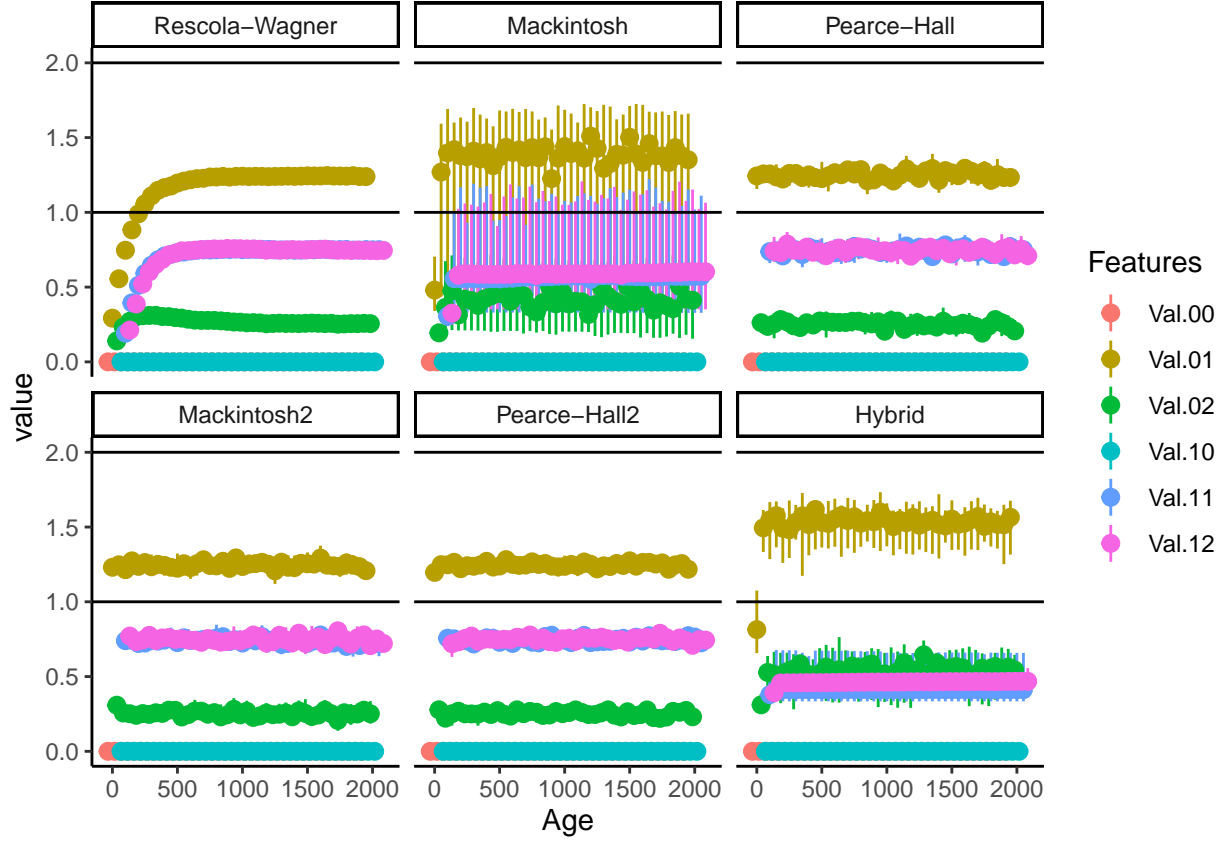 Rescola−Wagner
Mackintosh
Pearce−Hall
2.0
1.5
1.0
0.5
0.0
Mackintosh2
Pearce−Hall2
Hybrid
2.0
1.5
1.0
0.5
0.0
0 500 1000 1500 2000
0 500 1000 1500 2000
0 500 1000 1500 2000
value
Age
Features
Val.00
Val.01
Val.02
Val.10
Val.11
Val.12